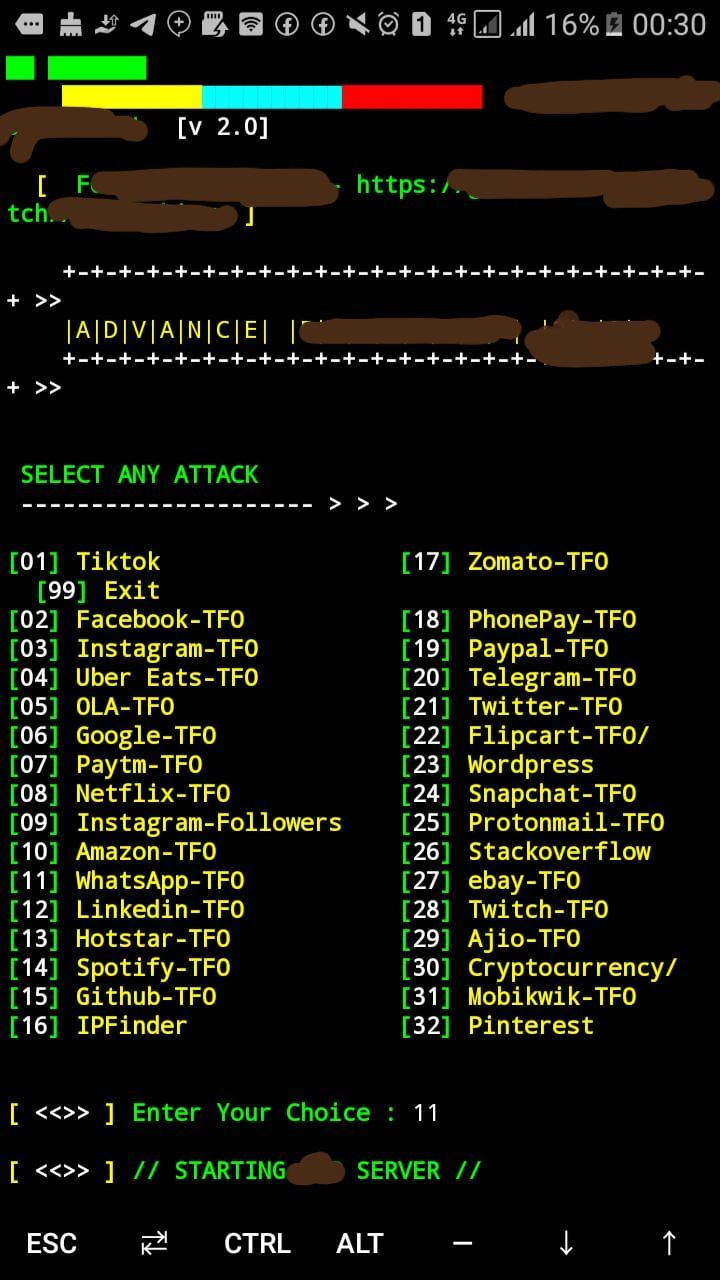 4G 16% 00:30
[v 2.0]
[ https:/
tch ]
+-+-+-+-+-+-+-+-+-+-+-+-+-+-+-+-+-+-+-+-+-+-+-
+ >>
|A|D|V|A|N|C|E| |
+-+-+-+-+-+-+-+-+-+-+-+-+-+-+-+-+- +-+-
+ >>
SELECT ANY ATTACK
--------------------- > > >
[01] Tiktok [17] Zomato-TFO
[99] Exit
[02] Facebook-TFO [18] PhonePay-TFO
[03] Instagram-TFO [19] Paypal-TFO
[04] Uber Eats-TFO [20] Telegram-TFO
[05] OLA-TFO [21] Twitter-TFO
[06] Google-TFO [22] Flipcart-TFO/
[07] Paytm-TFO [23] Wordpress
[08] Netflix-TFO [24] Snapchat-TFO
[09] Instagram-Followers [25] Protonmail-TFO
[10] Amazon-TFO [26] Stackoverflow
[11] WhatsApp-TFO [27] ebay-TFO
[12] Linkedin-TFO [28] Twitch-TFO
[13] Hotstar-TFO [29] Ajio-TFO
[14] Spotify-TFO [30] Cryptocurrency/
[15] Github-TFO [31] Mobikwik-TFO
[16] IPFinder [32] Pinterest
[ <<>> ] Enter Your Choice : 11
[ <<>> ] // STARTING SERVER //
ESC ⇄ CTRL ALT — ↓ ↑